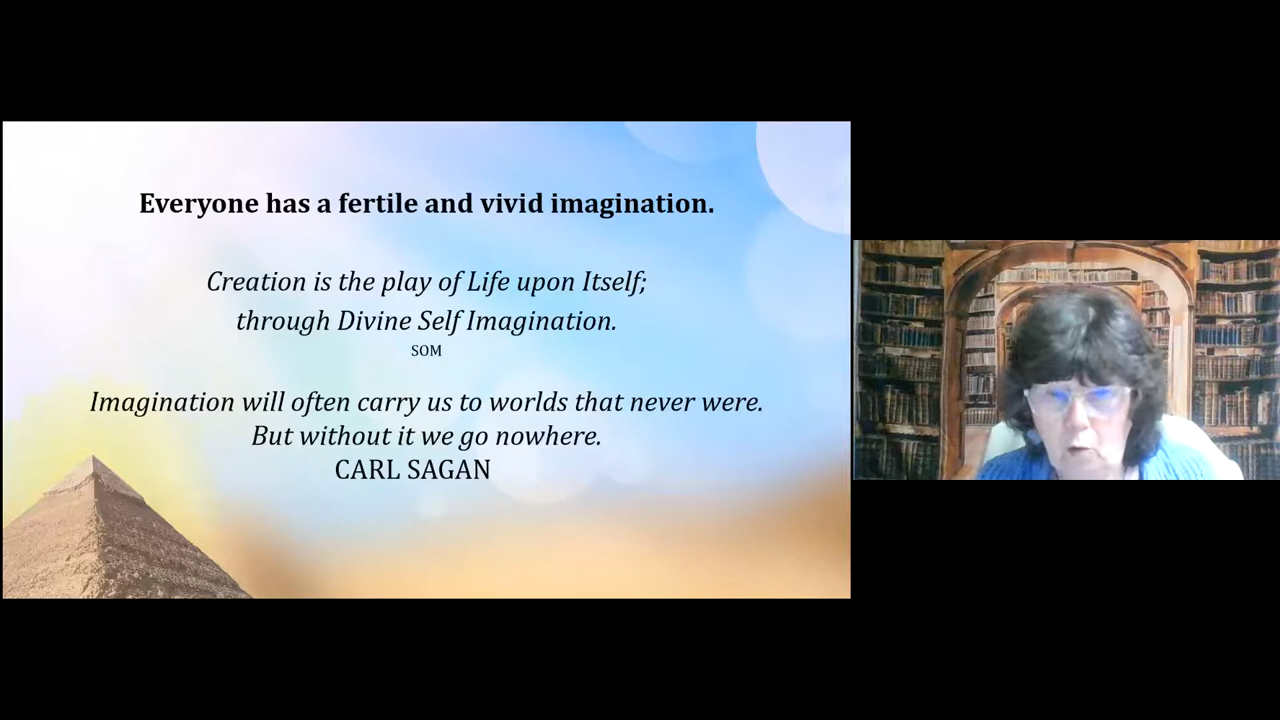 Everyone has a fertile and vivid imagination.
Creation is the play of Life upon Itself;
through Divine Self Imagination.
SOM
Imagination will often carry us to worlds that never were.
But without it we go nowhere.
CARL SAGAN